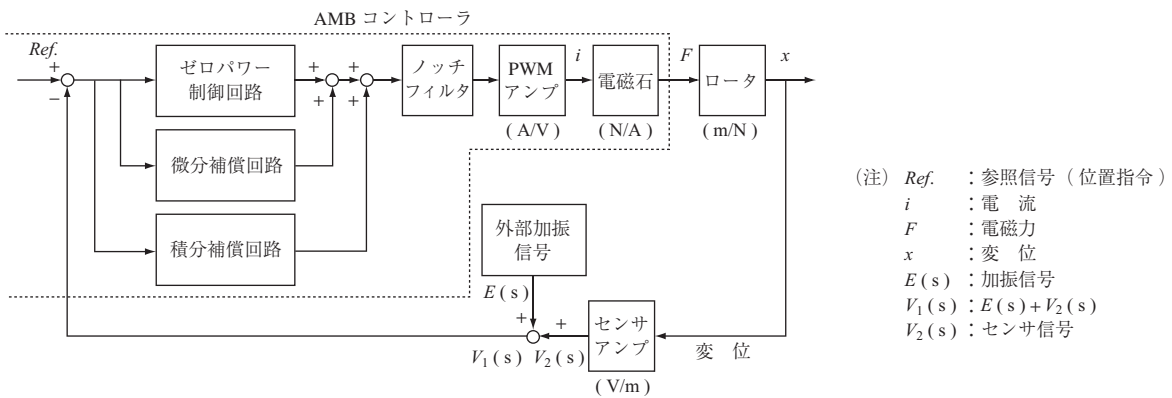 AMB コントローラ
Ref.
+
−
ゼロパワー
制御回路
微分補償回路
積分補償回路
+
+
+
+
ノッチ
フィルタ
PWM
アンプ
( A/V )
i
電磁石
( N/A )
F
ロータ
( m/N )
x
外部加振
信号
E ( s )
+
+
V1 ( s )
V2 ( s )
センサ
アンプ
( V/m )
変 位
(注) Ref. :参照信号 ( 位置指令 )
i :電 流
F :電磁力
x :変 位
E ( s ) :加振信号
V1 ( s ) :E ( s ) + V2 ( s )
V2 ( s ) :センサ信号